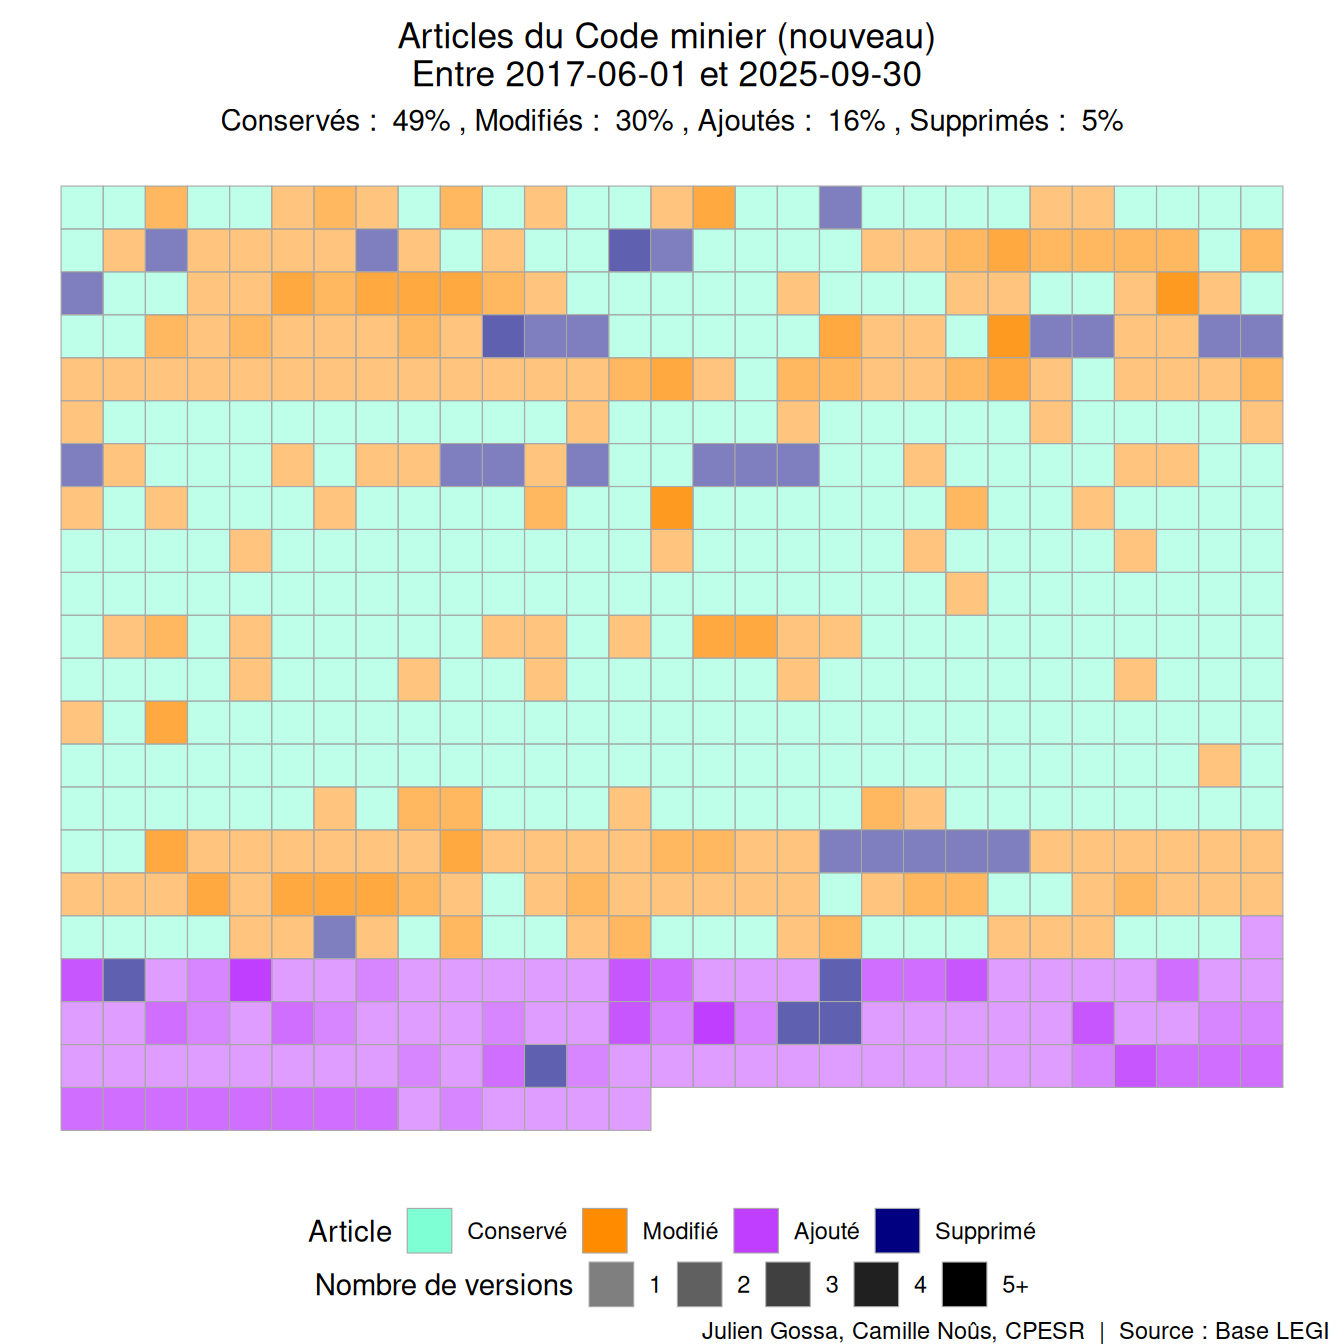 Articles du Code minier (nouveau)
Entre 2017-06-01 et 2025-09-30
Conservés :  49% , Modifiés :  30% , Ajoutés :  16% , Supprimés :  5%
Article Conservé Modifié Ajouté Supprimé
Nombre de versions 1 2 3 4 5+
Julien Gossa, Camille Noûs, CPESR | Source : Base LEGI